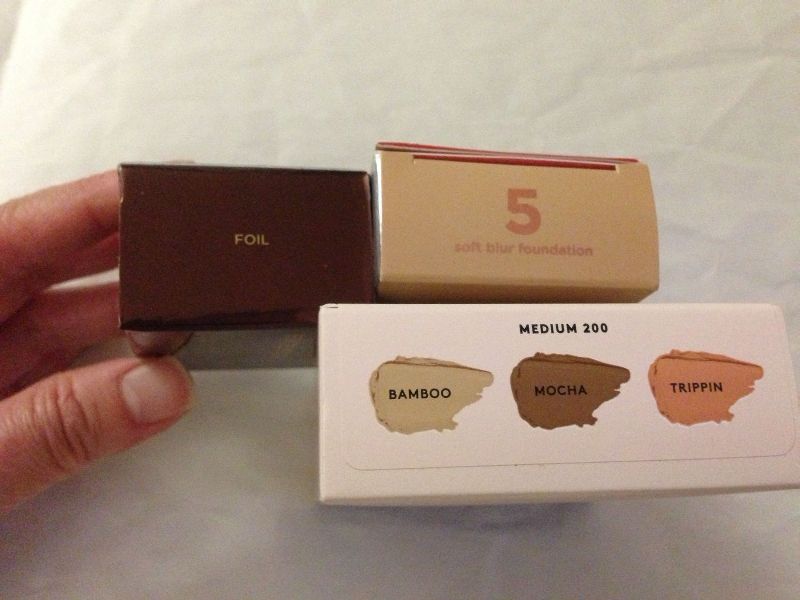 FOIL
5
soft blur foundation
MEDIUM 200
BAMBOO
MOCHA
TRIPPIN